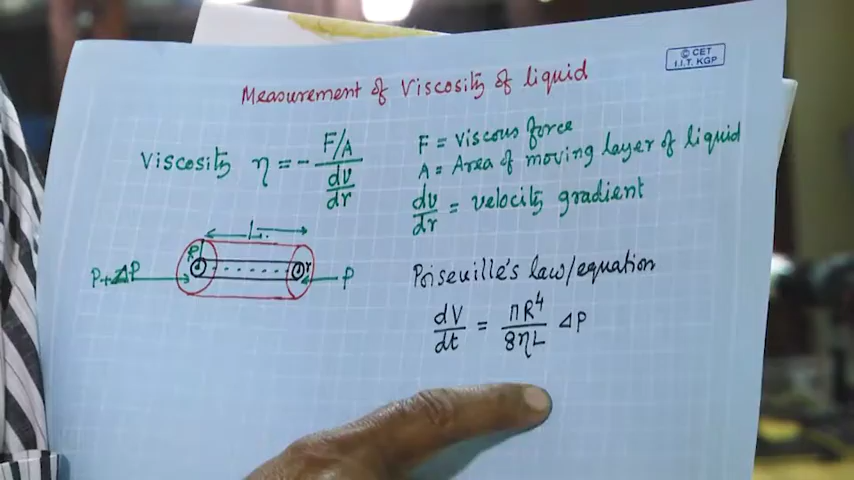 © CET
I.I.T. KGP
Measurement of Viscosity of liquid
Viscosity η = - F/A / dv/dr
F = Viscous force
A = Area of moving layer of liquid
dv/dr = velocity gradient
L
R
r
P+ΔP
P
Poiseuille's law/equation
dV/dt = πR⁴/8ηL ΔP